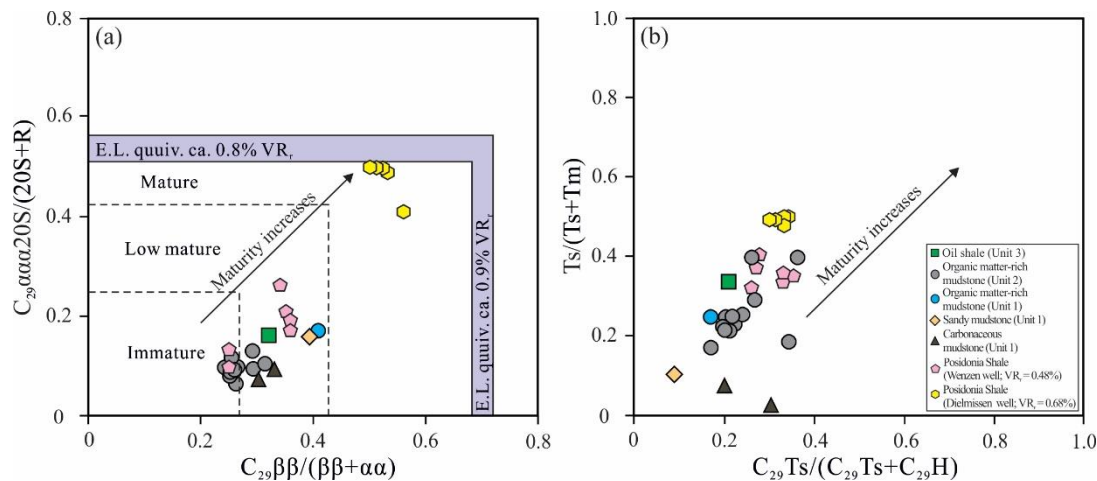 (a)
0.8
0.6
0.4
0.2
0
C₂₉ααα20S/(20S+R)
E.L. quuiv. ca. 0.8% VRᵣ
Mature
Low mature
Immature
Maturity increases
E.L. quuiv. ca. 0.9% VRᵣ
0
0.2
0.4
0.6
0.8
C₂₉ββ/(ββ+αα)
(b)
1.0
0.8
0.6
0.4
0.2
0
Ts/(Ts+Tm)
Maturity increases
Oil shale (Unit 3)
Organic matter-rich
mudstone (Unit 2)
Organic matter-rich
mudstone (Unit 1)
Sandy mudstone (Unit 1)
Carbonaceous
mudstone (Unit 1)
Posidonia Shale
(Wenzen well; VRᵣ = 0.48%)
Posidonia Shale
(Dielmissen well; VRᵣ = 0.68%)
0
0.2
0.4
0.6
0.8
1.0
C₂₉Ts/(C₂₉Ts+C₂₉H)